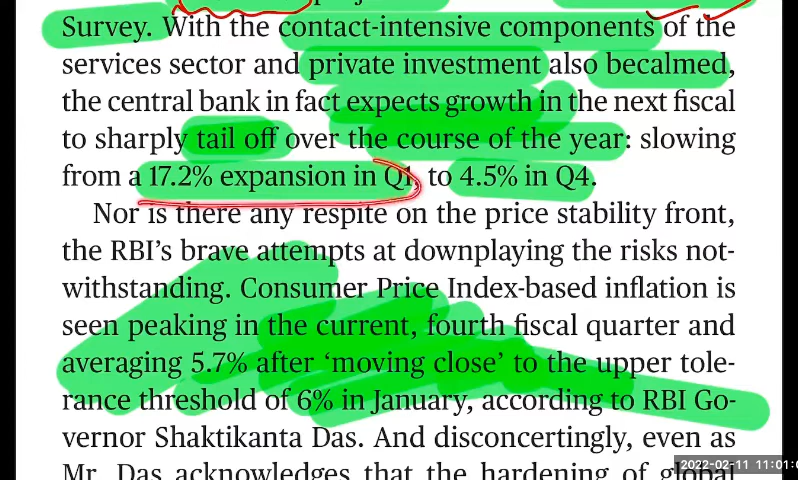 Survey. With the contact-intensive components of the
services sector and private investment also becalmed,
the central bank in fact expects growth in the next fiscal
to sharply tail off over the course of the year: slowing
from a 17.2% expansion in Q1, to 4.5% in Q4.
Nor is there any respite on the price stability front,
the RBI’s brave attempts at downplaying the risks not-
withstanding. Consumer Price Index-based inflation is
seen peaking in the current, fourth fiscal quarter and
averaging 5.7% after ‘moving close’ to the upper tole-
rance threshold of 6% in January, according to RBI Go-
vernor Shaktikanta Das. And disconcertingly, even as
Mr. Das acknowledges that the hardening of global
2022-02-11 11:01:0